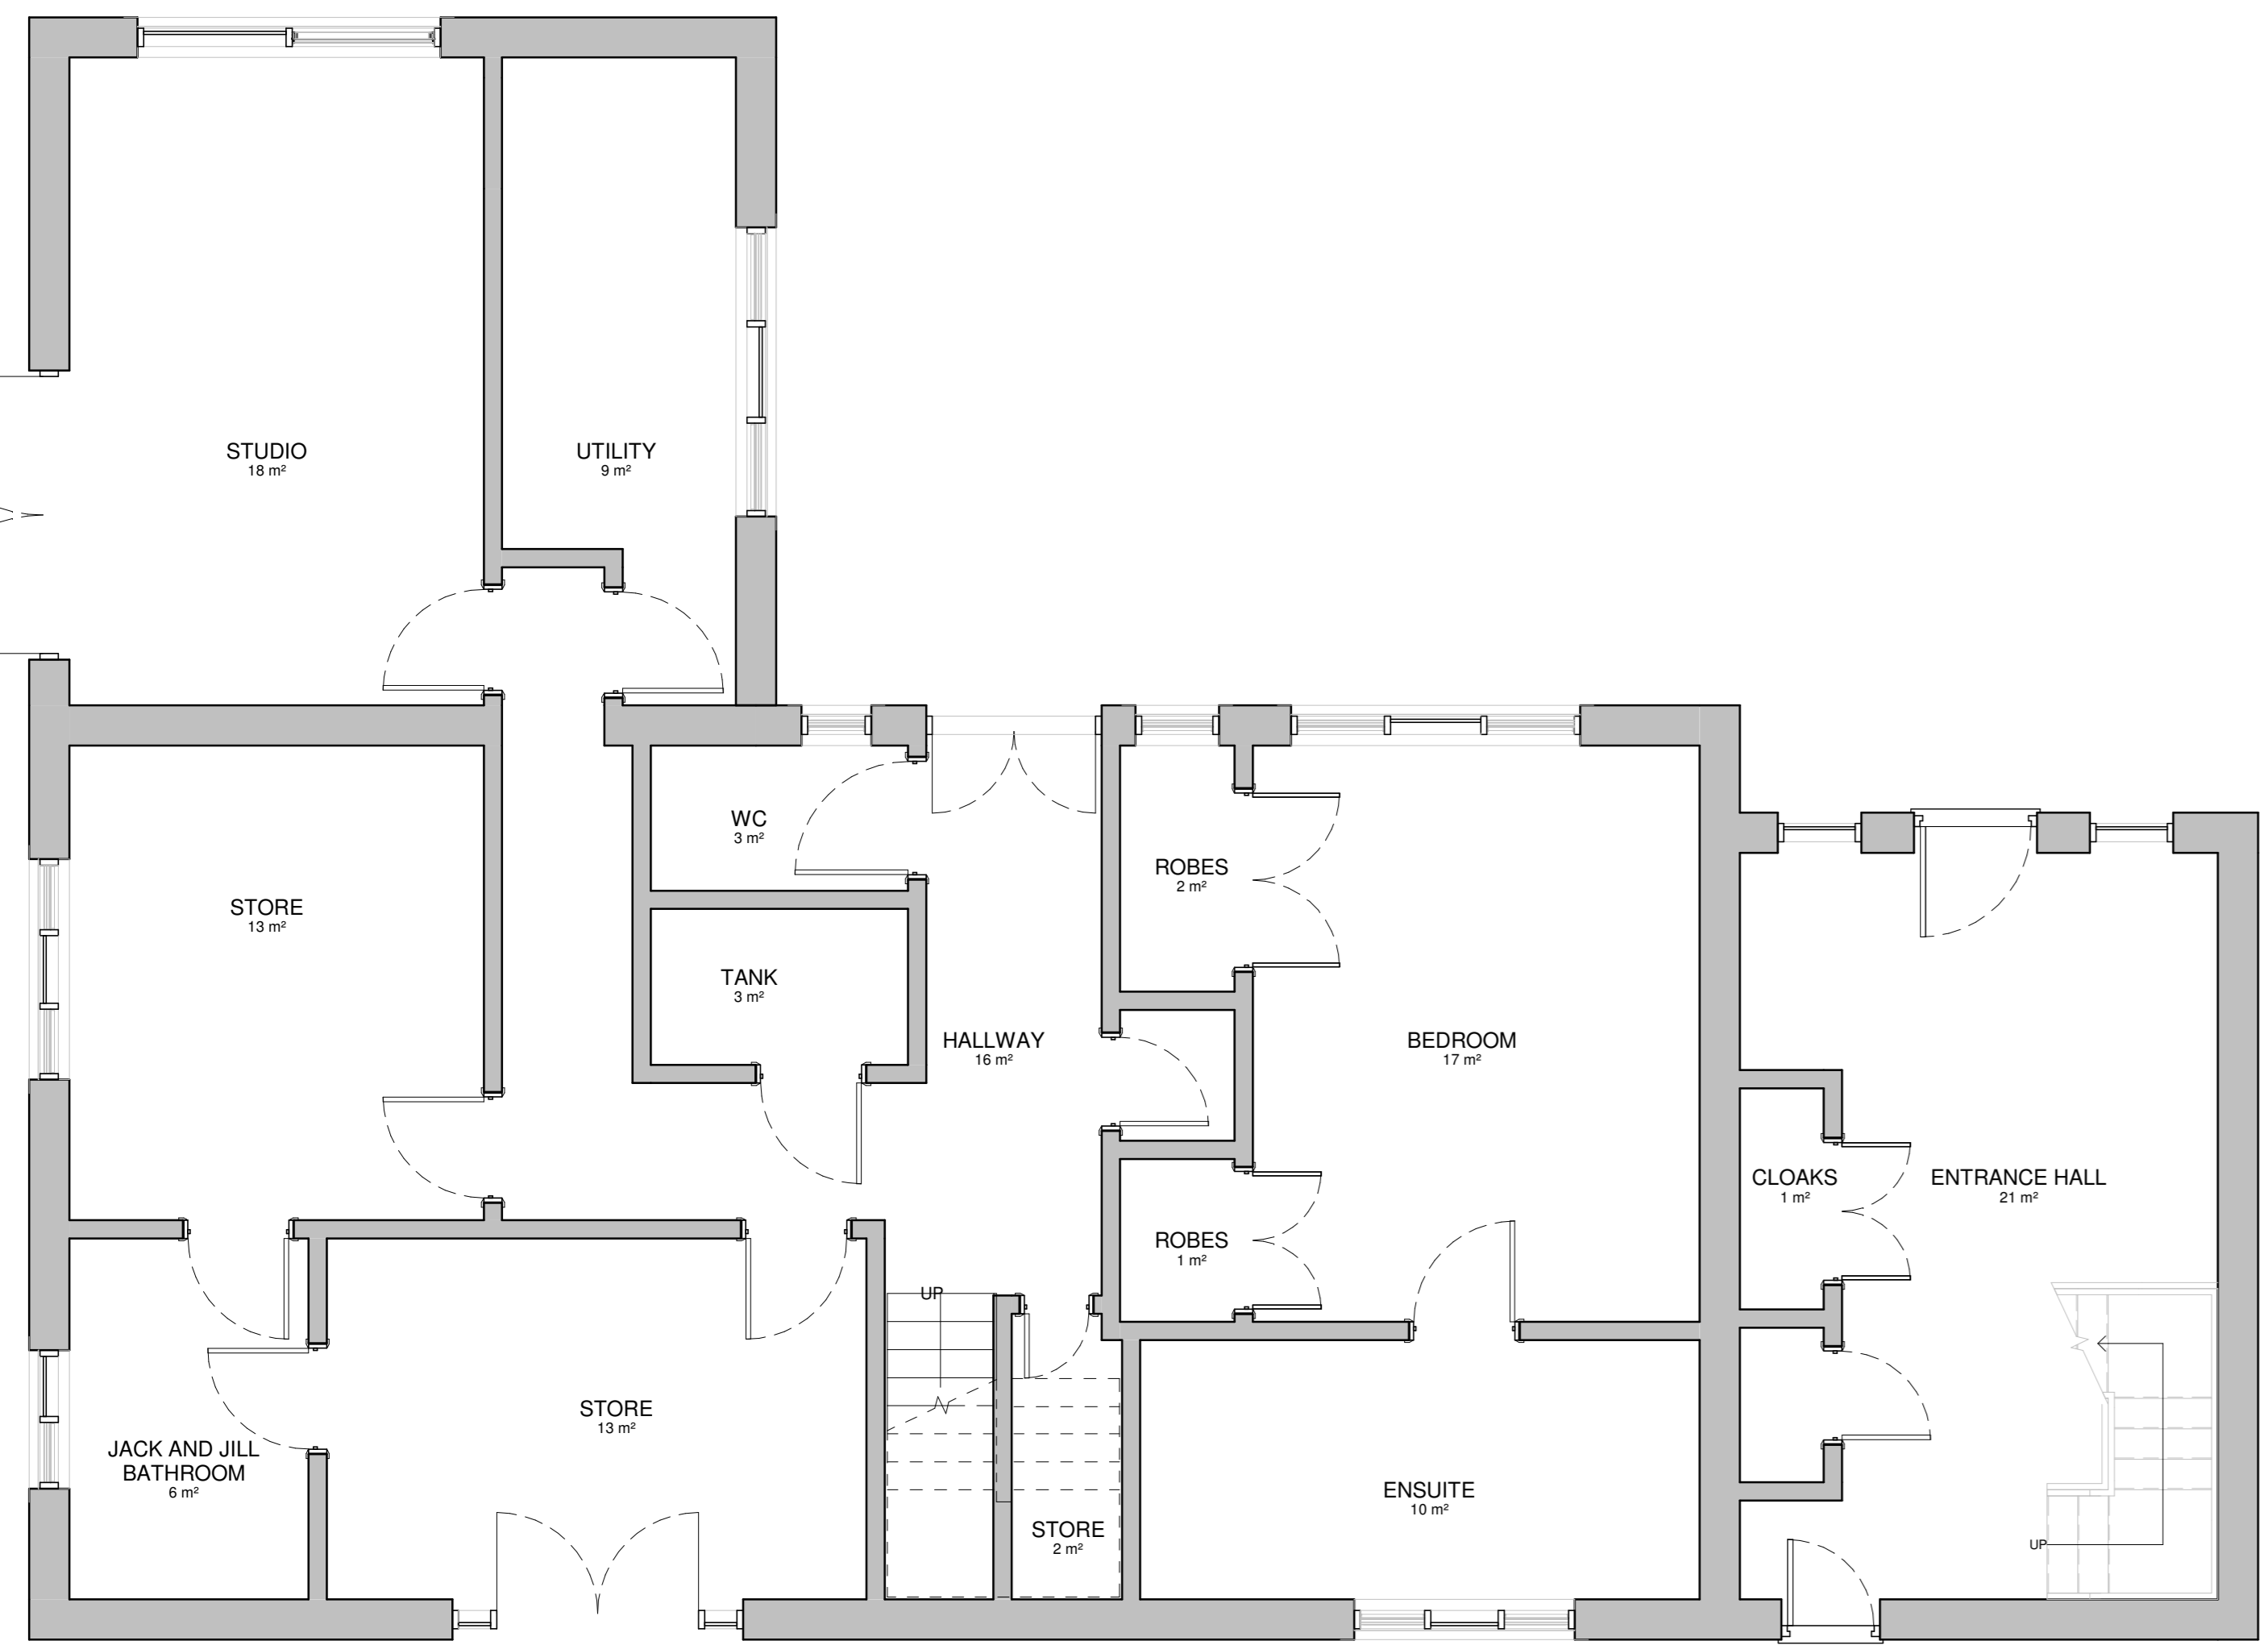 STUDIO
18 m²
UTILITY
9 m²
WC
3 m²
ROBES
2 m²
STORE
13 m²
TANK
3 m²
HALLWAY
16 m²
BEDROOM
17 m²
CLOAKS
1 m²
ENTRANCE HALL
21 m²
ROBES
1 m²
UP
STORE
13 m²
JACK AND JILL
BATHROOM
6 m²
ENSUITE
10 m²
STORE
2 m²
UP